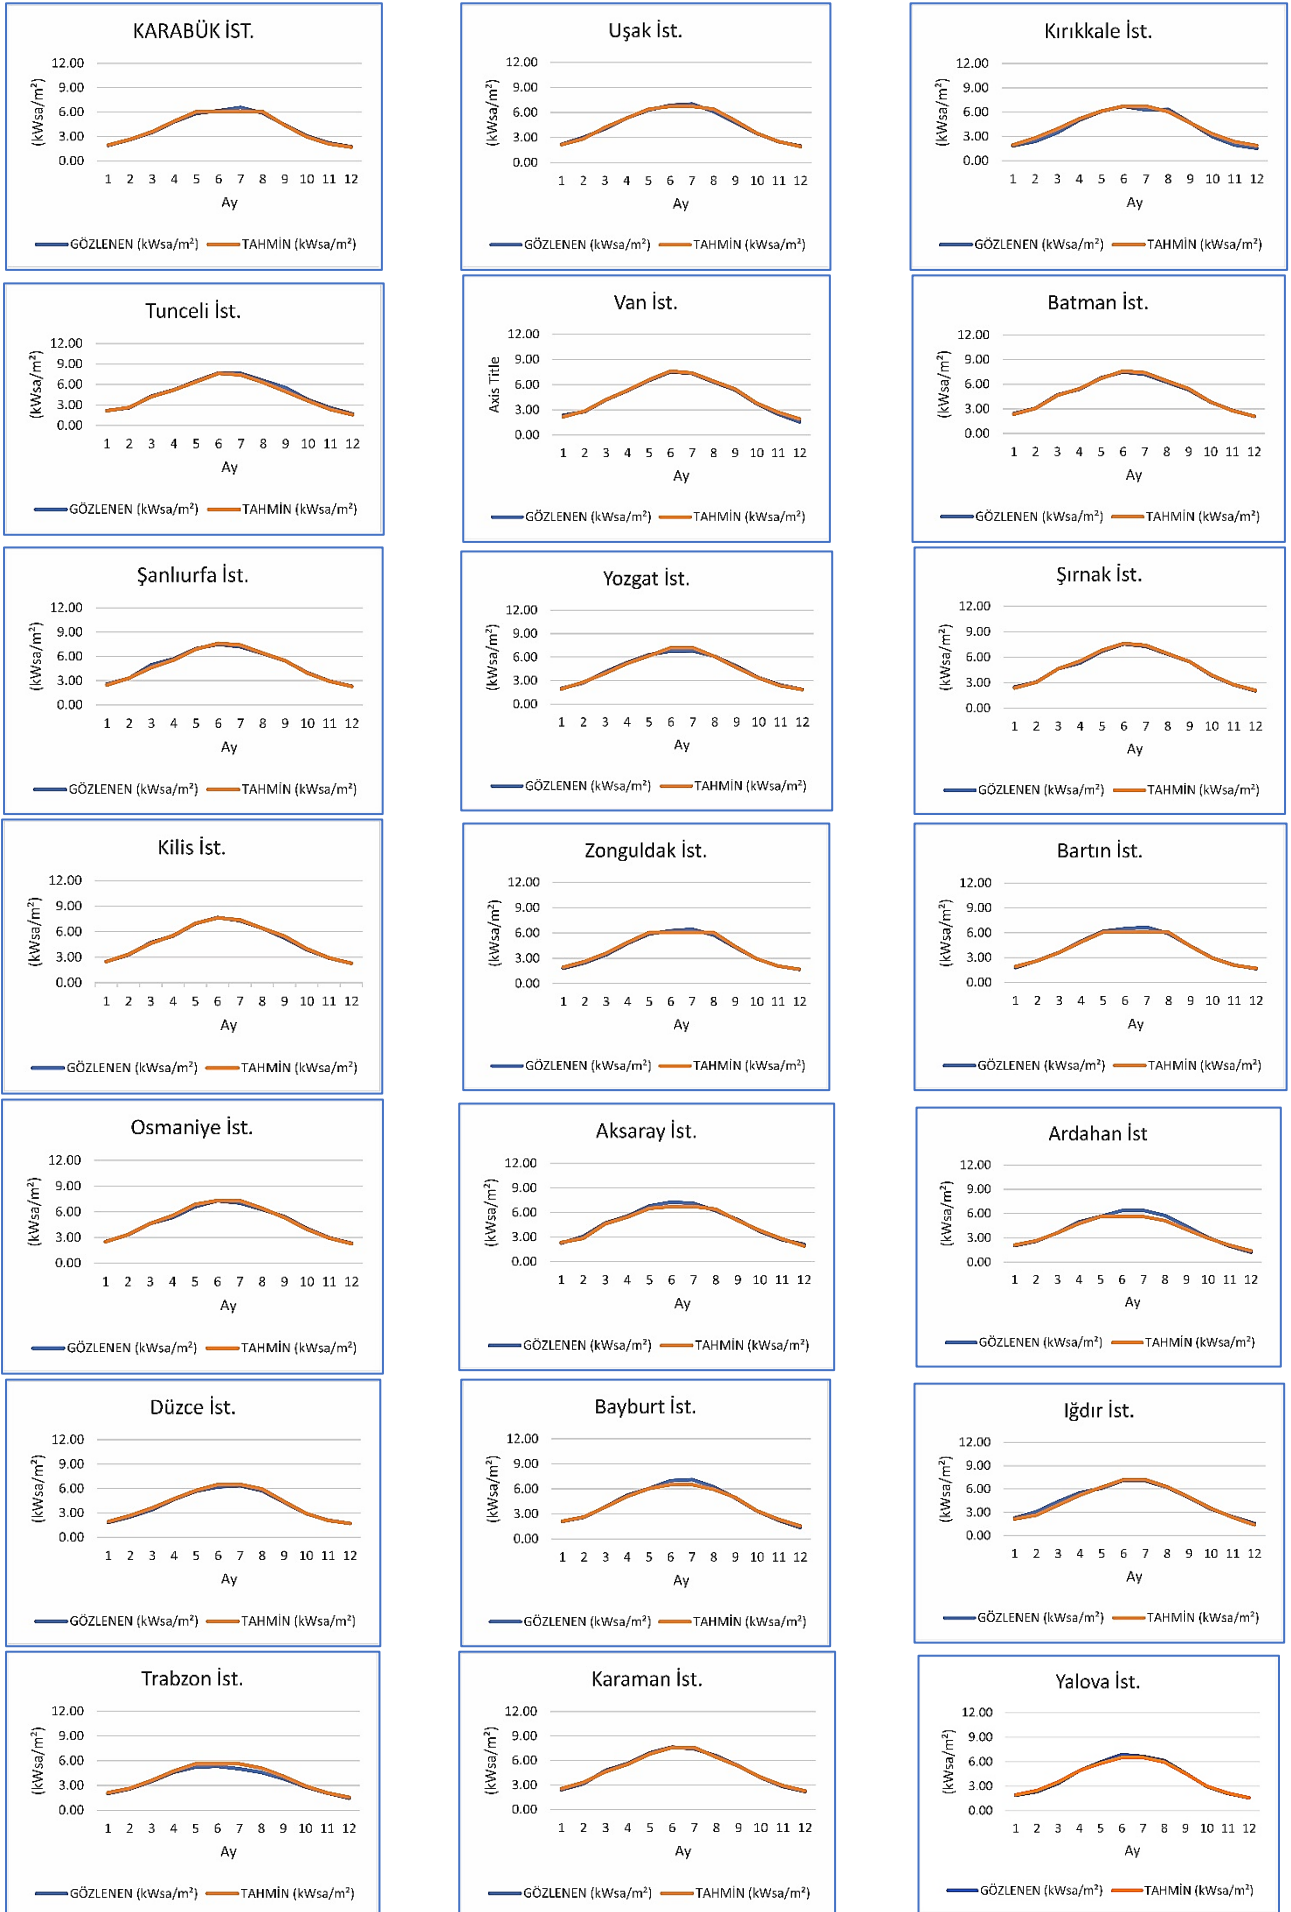 KARABÜK İST.
12.00
9.00
6.00
3.00
0.00
(kWsa/m²)
1 2 3 4 5 6 7 8 9 10 11 12
Ay
GÖZLENEN (kWsa/m²) TAHMİN (kWsa/m²)
Uşak İst.
12.00
9.00
6.00
3.00
0.00
(kWsa/m²)
1 2 3 4 5 6 7 8 9 10 11 12
Ay
GÖZLENEN (kWsa/m²) TAHMİN (kWsa/m²)
Kırıkkale İst.
12.00
9.00
6.00
3.00
0.00
(kWsa/m²)
1 2 3 4 5 6 7 8 9 10 11 12
Ay
GÖZLENEN (kWsa/m²) TAHMİN (kWsa/m²)
Tunceli İst.
12.00
9.00
6.00
3.00
0.00
(kWsa/m²)
1 2 3 4 5 6 7 8 9 10 11 12
Ay
GÖZLENEN (kWsa/m²) TAHMİN (kWsa/m²)
Van İst.
12.00
9.00
6.00
3.00
0.00
Axis Title
1 2 3 4 5 6 7 8 9 10 11 12
Ay
GÖZLENEN (kWsa/m²) TAHMİN (kWsa/m²)
Batman İst.
12.00
9.00
6.00
3.00
0.00
(kWsa/m²)
1 2 3 4 5 6 7 8 9 10 11 12
Ay
GÖZLENEN (kWsa/m²) TAHMİN (kWsa/m²)
Şanlıurfa İst.
12.00
9.00
6.00
3.00
0.00
(kWsa/m²)
1 2 3 4 5 6 7 8 9 10 11 12
Ay
GÖZLENEN (kWsa/m²) TAHMİN (kWsa/m²)
Yozgat İst.
12.00
9.00
6.00
3.00
0.00
(kWsa/m²)
1 2 3 4 5 6 7 8 9 10 11 12
Ay
GÖZLENEN (kWsa/m²) TAHMİN (kWsa/m²)
Şırnak İst.
12.00
9.00
6.00
3.00
0.00
(kWsa/m²)
1 2 3 4 5 6 7 8 9 10 11 12
Ay
GÖZLENEN (kWsa/m²) TAHMİN (kWsa/m²)
Kilis İst.
12.00
9.00
6.00
3.00
0.00
(kWsa/m²)
1 2 3 4 5 6 7 8 9 10 11 12
Ay
GÖZLENEN (kWsa/m²) TAHMİN (kWsa/m²)
Zonguldak İst.
12.00
9.00
6.00
3.00
0.00
(kWsa/m²)
1 2 3 4 5 6 7 8 9 10 11 12
Ay
GÖZLENEN (kWsa/m²) TAHMİN (kWsa/m²)
Bartın İst.
12.00
9.00
6.00
3.00
0.00
(kWsa/m²)
1 2 3 4 5 6 7 8 9 10 11 12
Ay
GÖZLENEN (kWsa/m²) TAHMİN (kWsa/m²)
Osmaniye İst.
12.00
9.00
6.00
3.00
0.00
(kWsa/m²)
1 2 3 4 5 6 7 8 9 10 11 12
Ay
GÖZLENEN (kWsa/m²) TAHMİN (kWsa/m²)
Aksaray İst.
12.00
9.00
6.00
3.00
0.00
(kWsa/m²)
1 2 3 4 5 6 7 8 9 10 11 12
Ay
GÖZLENEN (kWsa/m²) TAHMİN (kWsa/m²)
Ardahan İst
12.00
9.00
6.00
3.00
0.00
(kWsa/m²)
1 2 3 4 5 6 7 8 9 10 11 12
Ay
GÖZLENEN (kWsa/m²) TAHMİN (kWsa/m²)
Düzce İst.
12.00
9.00
6.00
3.00
0.00
(kWsa/m²)
1 2 3 4 5 6 7 8 9 10 11 12
Ay
GÖZLENEN (kWsa/m²) TAHMİN (kWsa/m²)
Bayburt İst.
12.00
9.00
6.00
3.00
0.00
(kWsa/m²)
1 2 3 4 5 6 7 8 9 10 11 12
Ay
GÖZLENEN (kWsa/m²) TAHMİN (kWsa/m²)
Iğdır İst.
12.00
9.00
6.00
3.00
0.00
(kWsa/m²)
1 2 3 4 5 6 7 8 9 10 11 12
Ay
GÖZLENEN (kWsa/m²) TAHMİN (kWsa/m²)
Trabzon İst.
12.00
9.00
6.00
3.00
0.00
(kWsa/m²)
1 2 3 4 5 6 7 8 9 10 11 12
Ay
GÖZLENEN (kWsa/m²) TAHMİN (kWsa/m²)
Karaman İst.
12.00
9.00
6.00
3.00
0.00
(kWsa/m²)
1 2 3 4 5 6 7 8 9 10 11 12
Ay
GÖZLENEN (kWsa/m²) TAHMİN (kWsa/m²)
Yalova İst.
12.00
9.00
6.00
3.00
0.00
(kWsa/m²)
1 2 3 4 5 6 7 8 9 10 11 12
Ay
GÖZLENEN (kWsa/m²) TAHMİN (kWsa/m²)